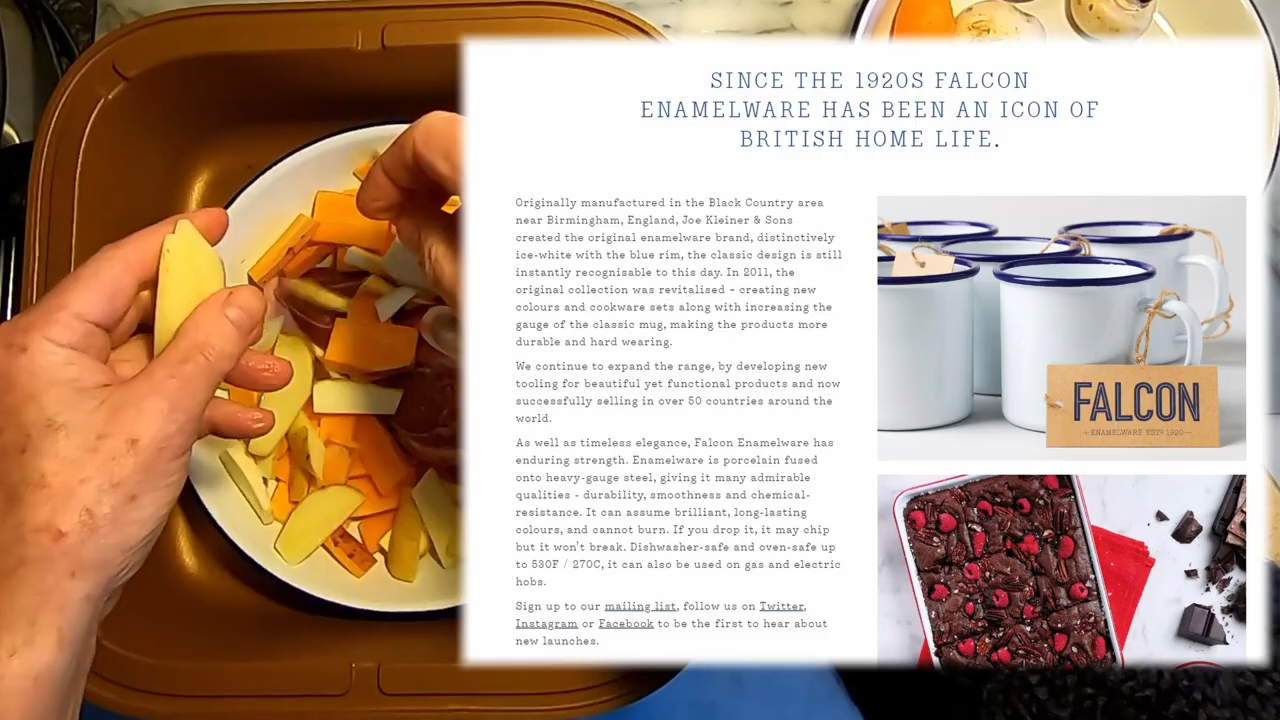 SINCE THE 1920S FALCON
ENAMELWARE HAS BEEN AN ICON OF
BRITISH HOME LIFE.
Originally manufactured in the Black Country area
near Birmingham, England, Joe Kleiner & Sons
created the original enamelware brand, distinctively
ice-white with the blue rim, the classic design is still
instantly recognisable to this day. In 2011, the
original collection was revitalised – creating new
colours and cookware sets along with increasing the
gauge of the classic mug, making the products more
durable and hard wearing.
We continue to expand the range, by developing new
tooling for beautiful yet functional products and now
successfully selling in over 50 countries around the
world.
As well as timeless elegance, Falcon Enamelware has
enduring strength. Enamelware is porcelain fused
onto heavy-gauge steel, giving it many admirable
qualities - durability, smoothness and chemical-
resistance. It can assume brilliant, long-lasting
colours, and cannot burn. If you drop it, it may chip
but it won't break. Dishwasher-safe and oven-safe up
to 530F / 270C, it can also be used on gas and electric
hobs.
Sign up to our mailing list, follow us on Twitter,
Instagram or Facebook to be the first to hear about
new launches.
FALCON
ENAMELWARE ESTD 1920